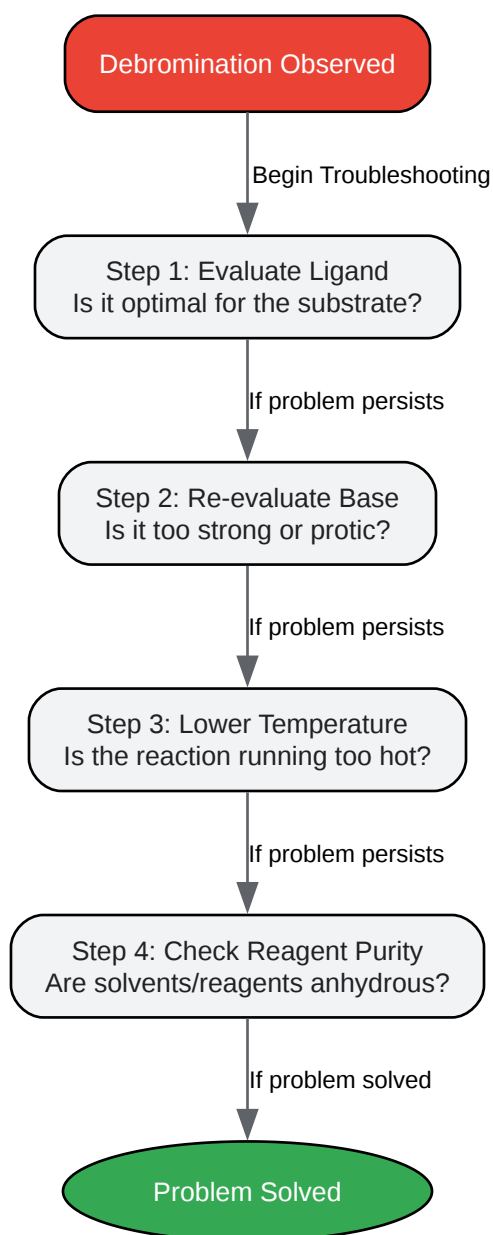 Debromination Observed
Begin Troubleshooting
Step 1: Evaluate Ligand
Is it optimal for the substrate?
If problem persists
Step 2: Re-evaluate Base
Is it too strong or protic?
If problem persists
Step 3: Lower Temperature
Is the reaction running too hot?
If problem persists
Step 4: Check Reagent Purity
Are solvents/reagents anhydrous?
If problem solved
Problem Solved